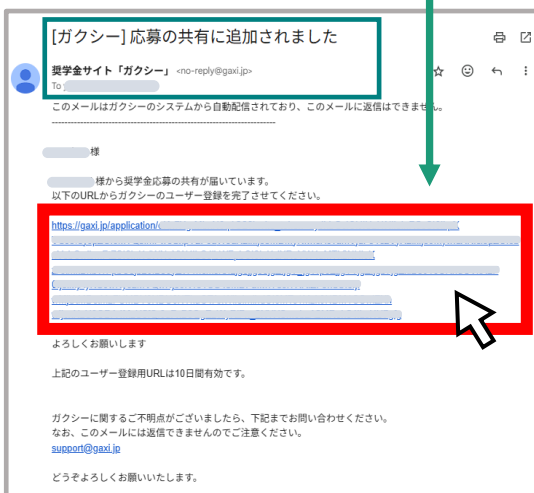 [ガクシー] 応募の共有に追加されました
奨学金サイト「ガクシー」 <no-reply@gaxi.jp>
To
このメールはガクシーのシステムから自動配信されており、このメールに返信はできません。
様
様から奨学金応募の共有が届いています。
以下のURLからガクシーのユーザー登録を完了させてください。
https://gaxi.jp/application/
よろしくお願いします
上記のユーザー登録用URLは10日間有効です。
ガクシーに関するご不明点がございましたら、下記までお問い合わせください。
なお、このメールには返信できませんのでご注意ください。
support@gaxi.jp
どうぞよろしくお願いいたします。